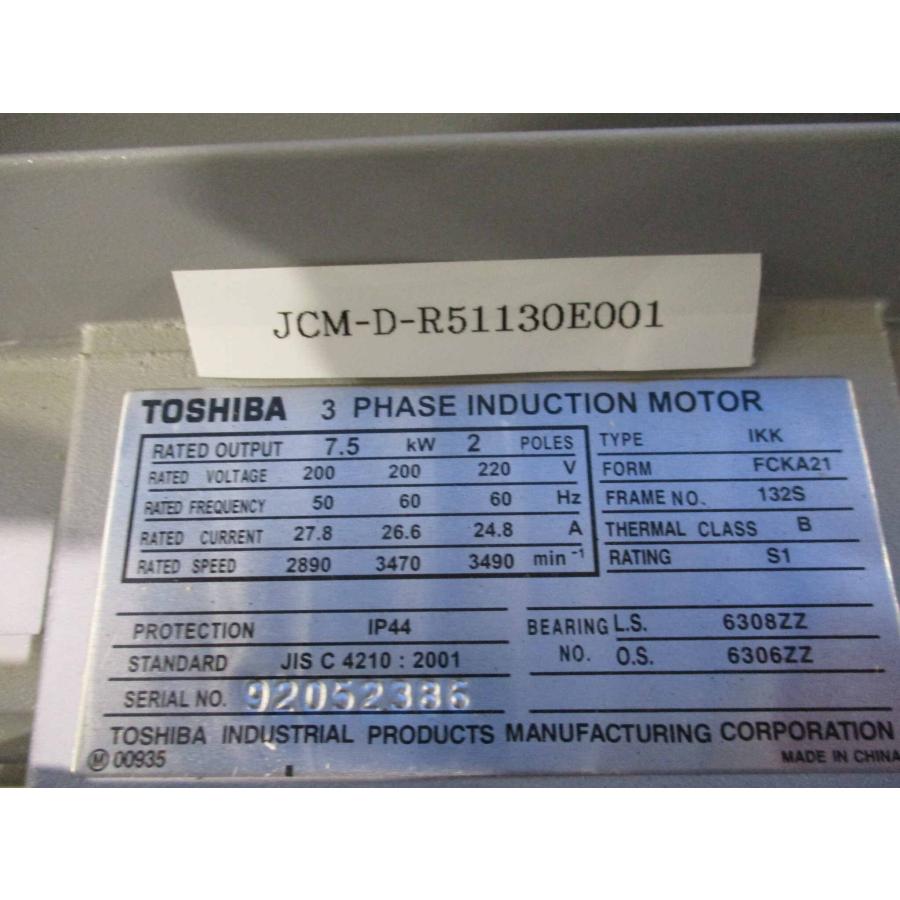 JCM-D-R51130E001
TOSHIBA 3 PHASE INDUCTION MOTOR
RATED OUTPUT 7.5 kW 2 POLES
RATED VOLTAGE 200 200 220 V
RATED FREQUENCY 50 60 60 Hz
RATED CURRENT 27.8 26.6 24.8 A
RATED SPEED 2890 3470 3490 min⁻¹
TYPE IKK
FORM FCKA21
FRAME NO. 132S
THERMAL CLASS B
RATING S1
PROTECTION IP44
STANDARD JIS C 4210 : 2001
SERIAL NO. 92052386
BEARING L.S. 6308ZZ
NO. O.S. 6306ZZ
TOSHIBA INDUSTRIAL PRODUCTS MANUFACTURING CORPORATION
Ⓜ 00935 MADE IN CHINA